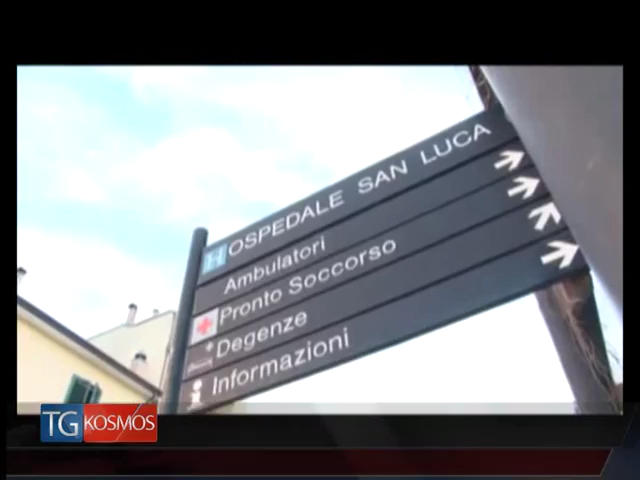 H OSPEDALE SAN LUCA
Ambulatori
Pronto Soccorso
Degenze
i Informazioni
TG KOSMOS